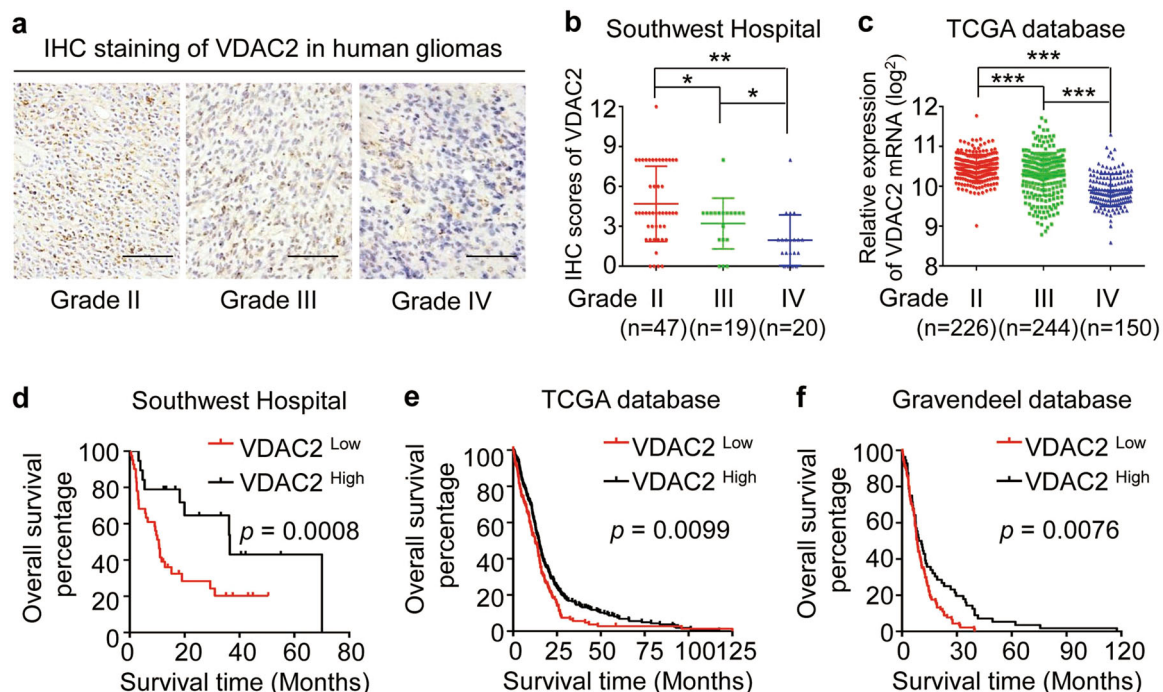 a
IHC staining of VDAC2 in human gliomas
Grade II
Grade III
Grade IV
b
Southwest Hospital
**
*
*
IHC scores of VDAC2
12
9
6
3
0
Grade II III IV
(n=47) (n=19) (n=20)
c
TCGA database
***
***
***
Relative expression
of VDAC2 mRNA (log²)
12
11
10
9
8
Grade II III IV
(n=226) (n=244) (n=150)
d
Southwest Hospital
VDAC2 Low
VDAC2 High
p = 0.0008
Overall survival
percentage
100
80
60
40
20
0
0 20 40 60 80
Survival time (Months)
e
TCGA database
VDAC2 Low
VDAC2 High
p = 0.0099
Overall survival
percentage
100
80
60
40
20
0
0 25 50 75 100 125
Survival time (Months)
f
Gravendeel database
VDAC2 Low
VDAC2 High
p = 0.0076
Overall survival
percentage
100
80
60
40
20
0
0 30 60 90 120
Survival time (Months)